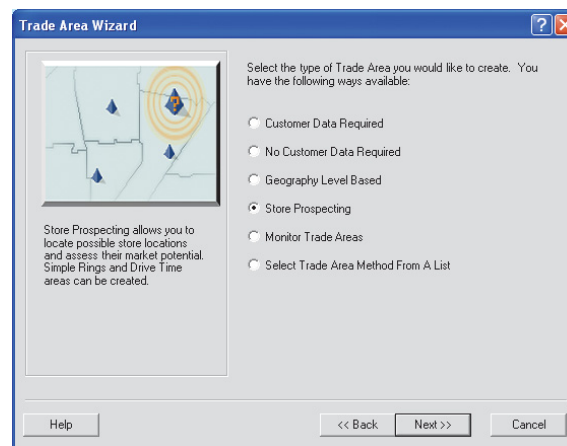 Trade Area Wizard
Select the type of Trade Area you would like to create. You
have the following ways available:
Customer Data Required
No Customer Data Required
Geography Level Based
Store Prospecting
Monitor Trade Areas
Select Trade Area Method From A List
?
Store Prospecting allows you to
locate possible store locations
and assess their market potential.
Simple Rings and Drive Time
areas can be created.
Help
<< Back
Next >>
Cancel